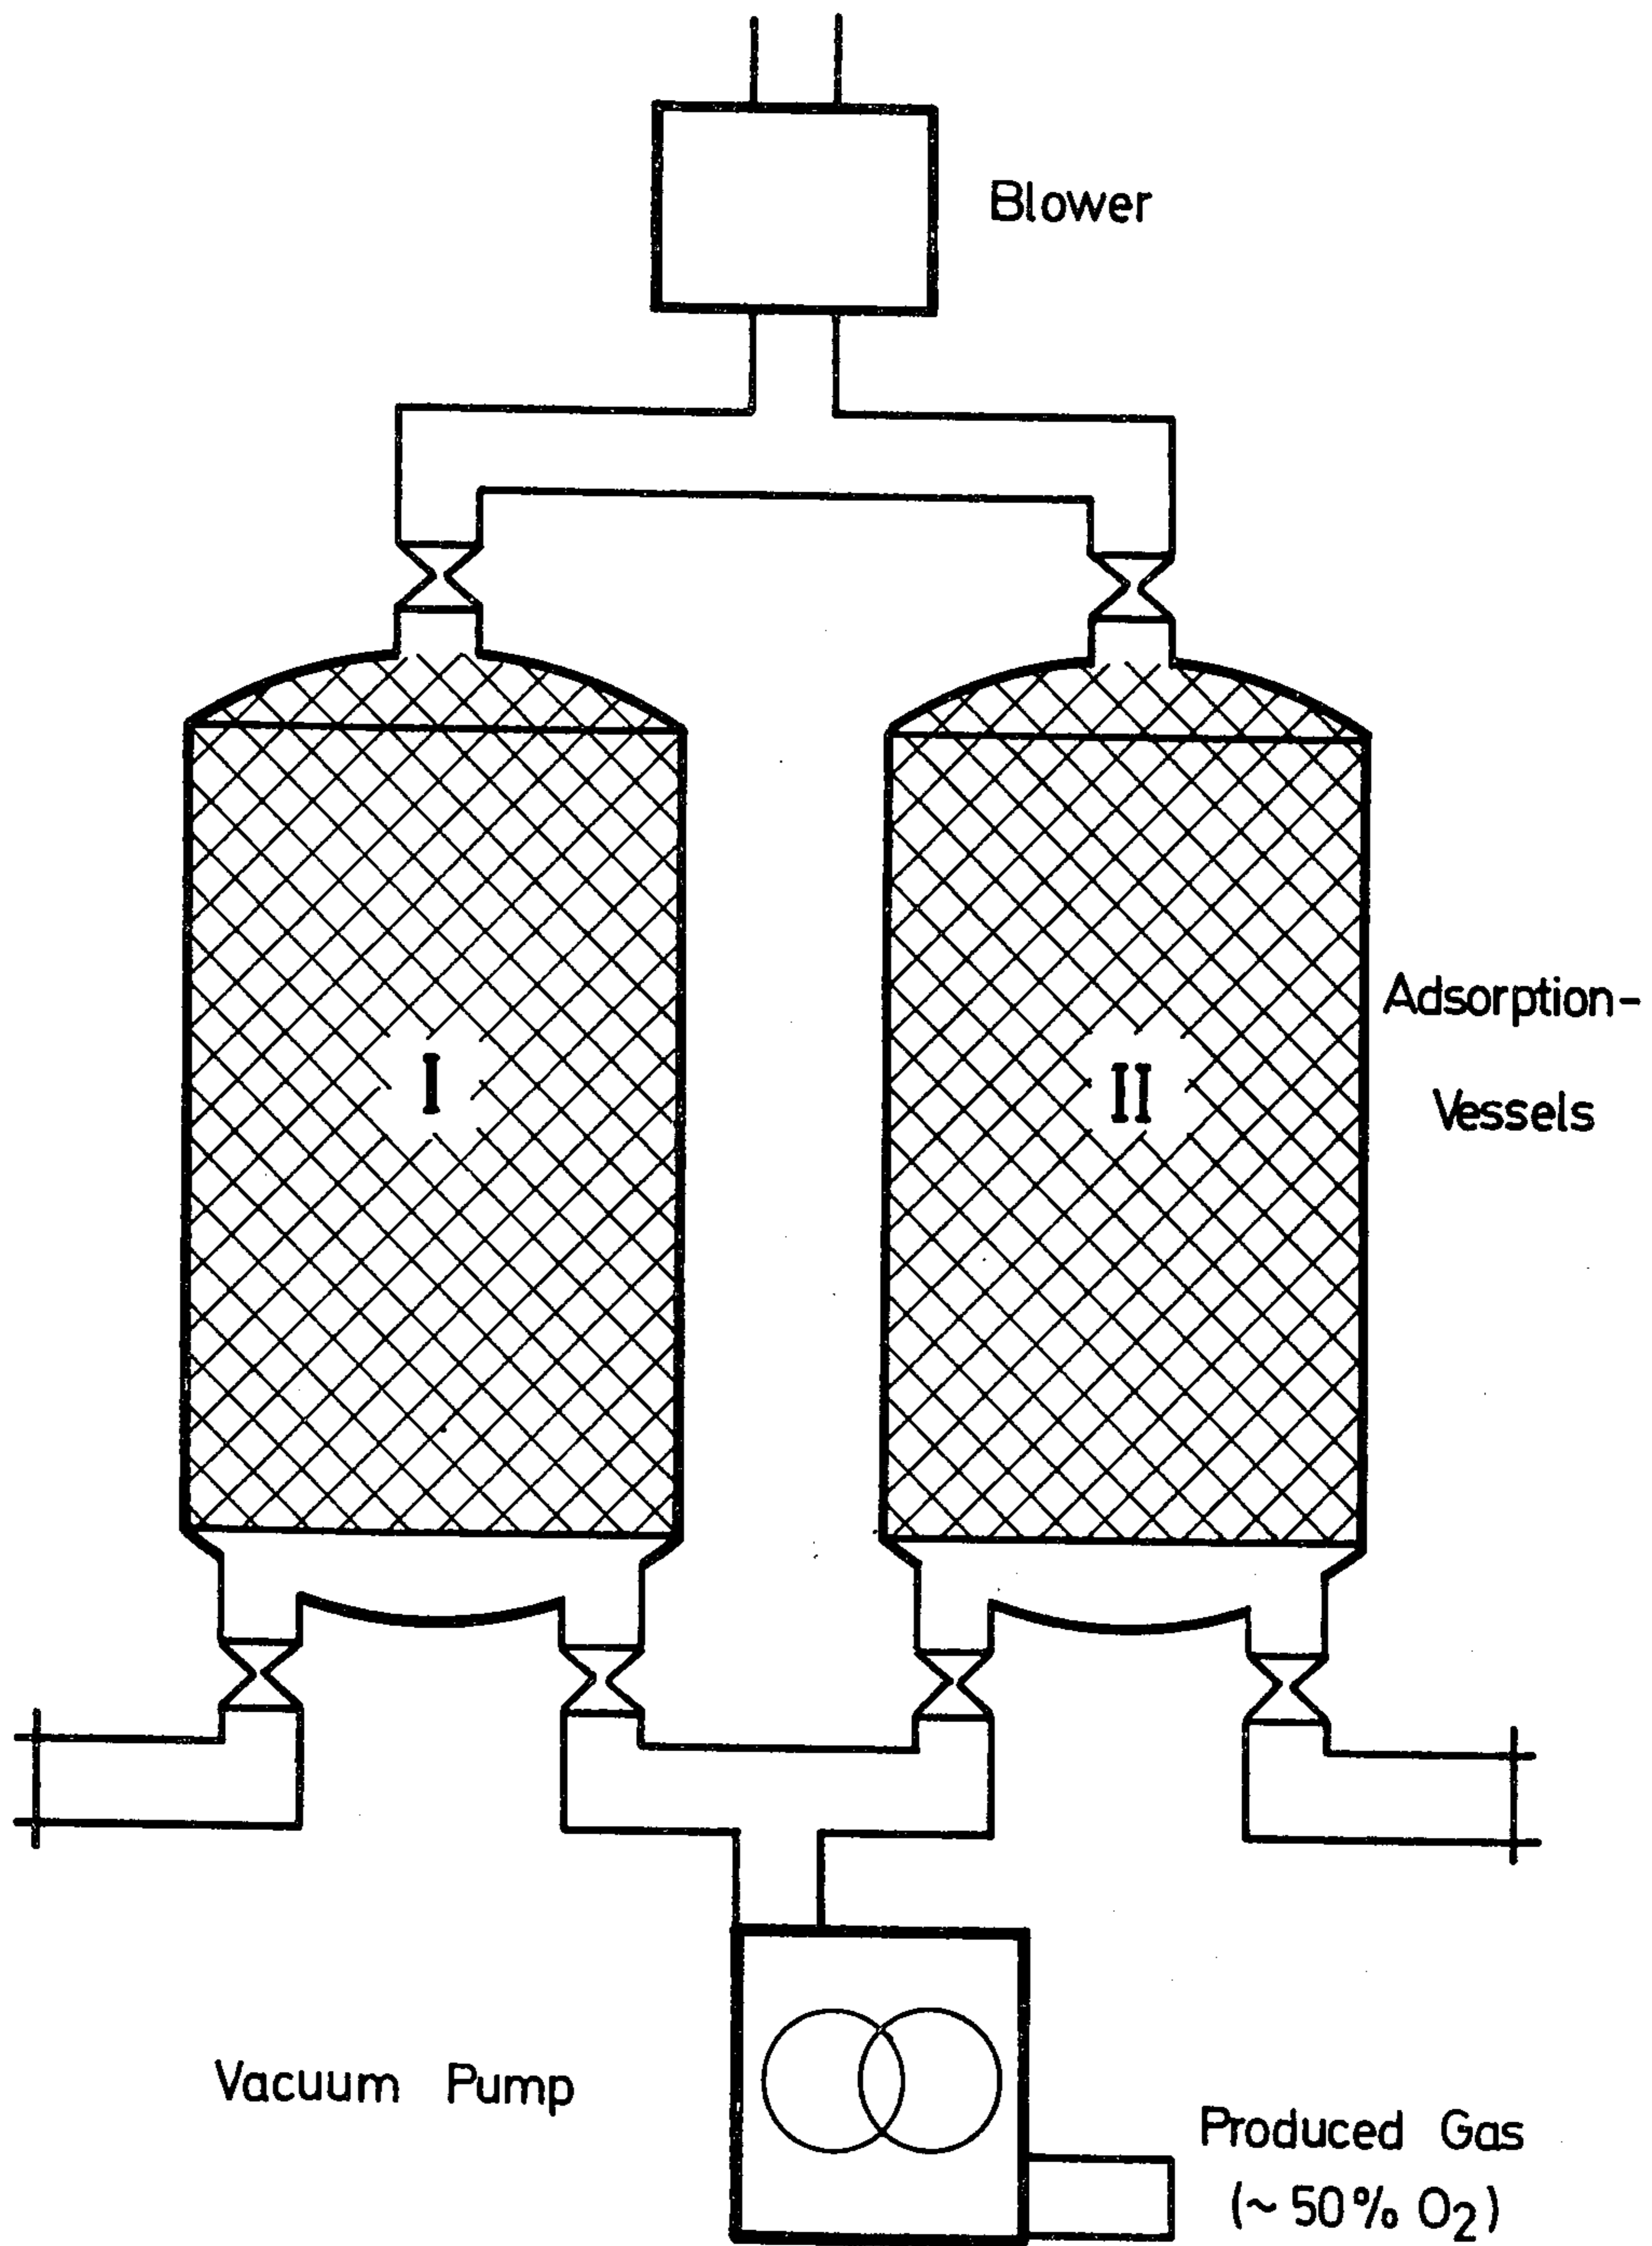 Blower
I
II
Adsorption-
Vessels
Vacuum Pump
Produced Gas
(~ 50% O₂)